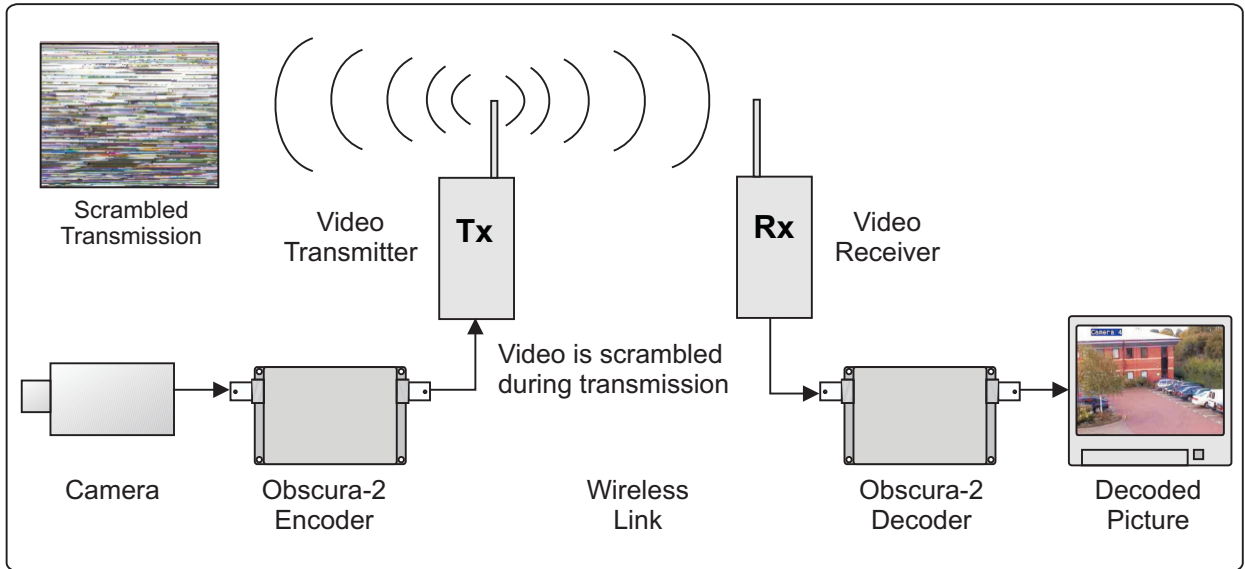 Scrambled
Transmission
Video
Transmitter
Tx
Rx
Video
Receiver
Video is scrambled
during transmission
Camera 4
Camera
Obscura-2
Encoder
Wireless
Link
Obscura-2
Decoder
Decoded
Picture